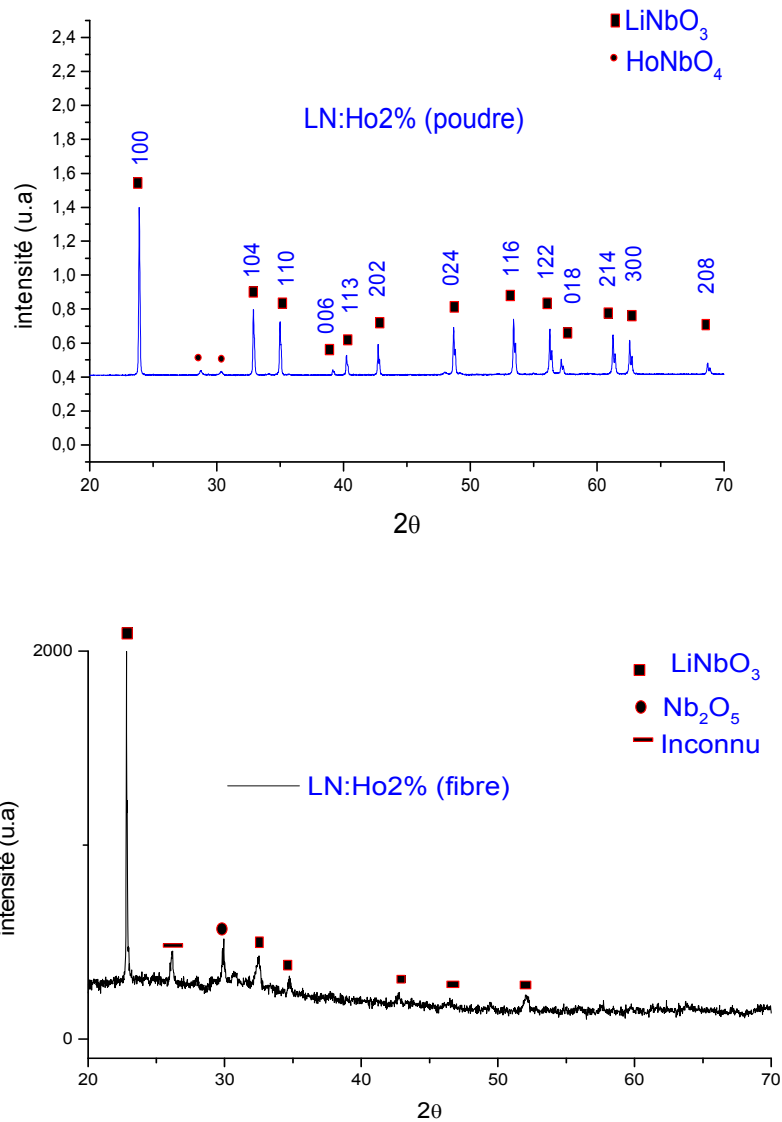 LiNbO3
HoNbO4
LN:Ho2% (poudre)
intensité (u.a)
2,4
2,2
2,0
1,8
1,6
1,4
1,2
1,0
0,8
0,6
0,4
0,2
0,0
100
104
110
006
113
202
024
116
122
018
214
300
208
20 30 40 50 60 70
2θ
LiNbO3
Nb2O5
Inconnu
LN:Ho2% (fibre)
intensité (u.a)
2000
0
20 30 40 50 60 70
2θ